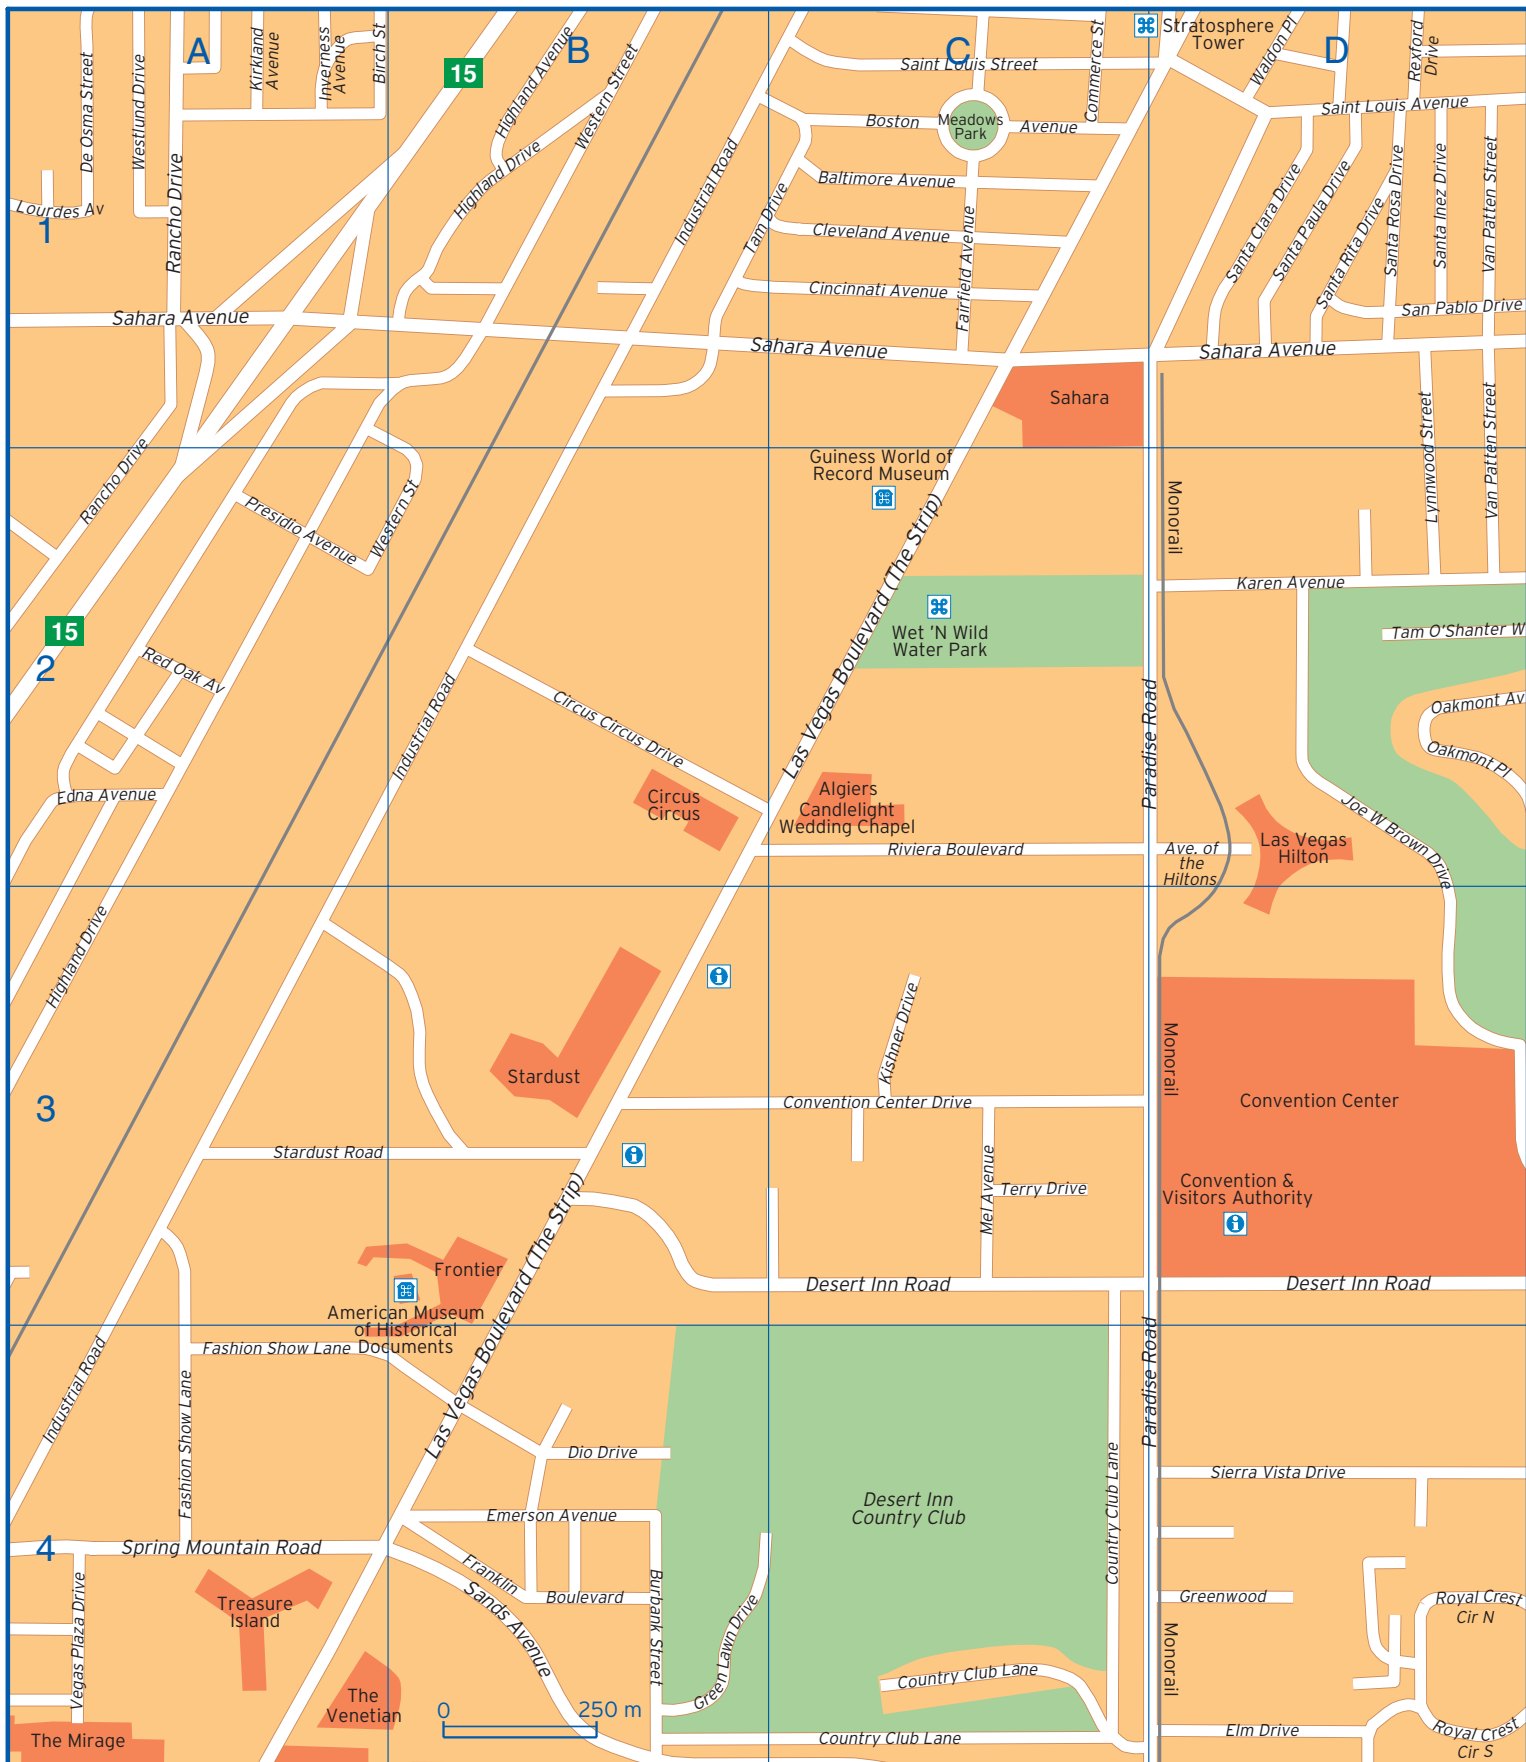 A
B
C
D
1
2
3
4
De Osma Street
Westlund Drive
Kirkland
Avenue
Inverness
Avenue
Birch St
15
Highland Avenue
Western Street
Highland Drive
Lourdes Av
Rancho Drive
Industrial Road
Tam Drive
Saint Louis Street
Commerce St
Stratosphere
Tower
Waldon Pl
Rexford
Drive
Saint Louis Avenue
Boston
Meadows
Park
Avenue
Baltimore Avenue
Cleveland Avenue
Cincinnati Avenue
Fairfield Avenue
Santa Clara Drive
Santa Paula Drive
Santa Rita Drive
Santa Rosa Drive
Santa Inez Drive
Van Patten Street
San Pablo Drive
Sahara Avenue
Sahara Avenue
Sahara Avenue
Sahara
Rancho Drive
Presidio Avenue
Western St
Guiness World of
Record Museum
Las Vegas Boulevard (The Strip)
Monorail
Lynnwood Street
Van Patten Street
Karen Avenue
15
Wet 'N Wild
Water Park
Tam O'Shanter W
Red Oak Av
Industrial Road
Circus Circus Drive
Paradise Road
Oakmont Av
Oakmont Pl
Edna Avenue
Circus
Circus
Algiers
Candlelight
Wedding Chapel
Joe W Brown Drive
Las Vegas
Hilton
Riviera Boulevard
Ave. of
the
Hiltons
Highland Drive
Stardust
Kishner Drive
Monorail
Convention Center Drive
Convention Center
Stardust Road
Mel Avenue
Terry Drive
Convention &
Visitors Authority
Las Vegas Boulevard (The Strip)
Frontier
American Museum
of Historical
Documents
Desert Inn Road
Desert Inn Road
Industrial Road
Fashion Show Lane
Fashion Show Lane
Paradise Road
Dio Drive
Country Club Lane
Sierra Vista Drive
Desert Inn
Country Club
Emerson Avenue
Spring Mountain Road
Franklin
Boulevard
Sands Avenue
Burbank Street
Green Lawn Drive
Greenwood
Royal Crest
Cir N
Vegas Plaza Drive
Treasure
Island
Monorail
Country Club Lane
The
Venetian
0
250 m
The Mirage
Country Club Lane
Elm Drive
Royal Crest
Cir S